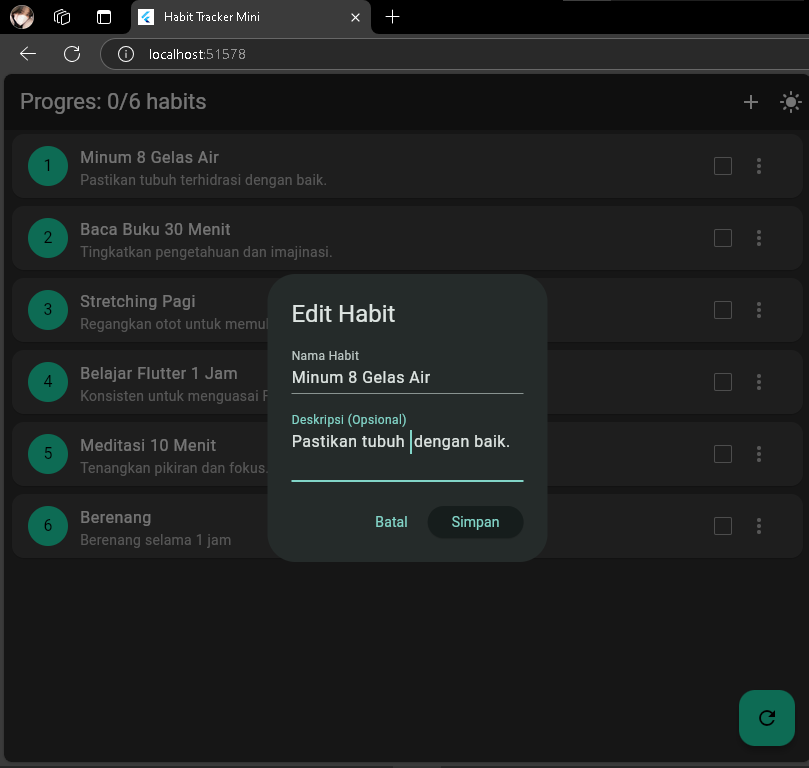 Habit Tracker Mini
localhost:51578
Progres: 0/6 habits
1
Minum 8 Gelas Air
Pastikan tubuh terhidrasi dengan baik.
2
Baca Buku 30 Menit
Tingkatkan pengetahuan dan imajinasi.
3
Stretching Pagi
Regangkan otot untuk
4
Belajar Flutter 1 Jam
Konsisten untuk menguasai
5
Meditasi 10 Menit
Tenangkan pikiran dan fokus.
6
Berenang
Berenang selama 1 jam
Edit Habit
Nama Habit
Minum 8 Gelas Air
Deskripsi (Opsional)
Pastikan tubuh dengan baik.
Batal
Simpan